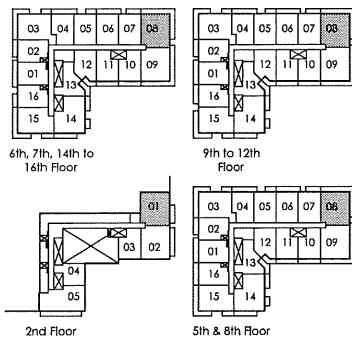 03 04 05 06 07 08
02
01 12 11 10 09
16 13
15 14
6th, 7th, 14th to
16th Floor
03 04 05 06 07 08
02
01 12 11 10 09
16 13
15 14
9th to 12th
Floor
01
03 02
04
05
2nd Floor
03 04 05 06 07 08
02
01 12 11 10 09
16 13
15 14
5th & 8th Floor